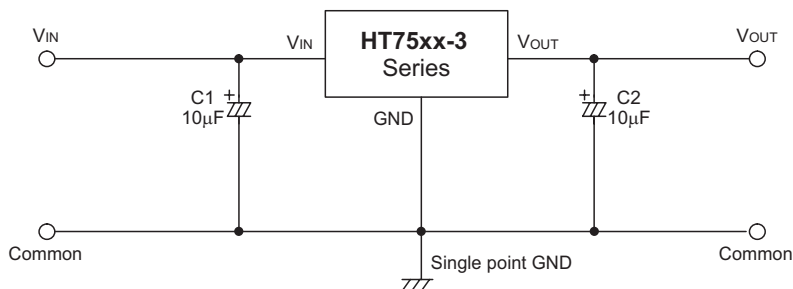 VIN
VIN
HT75xx-3
Series
VOUT
VOUT
C1
10μF
+
GND
+
C2
10μF
Common
Single point GND
Common